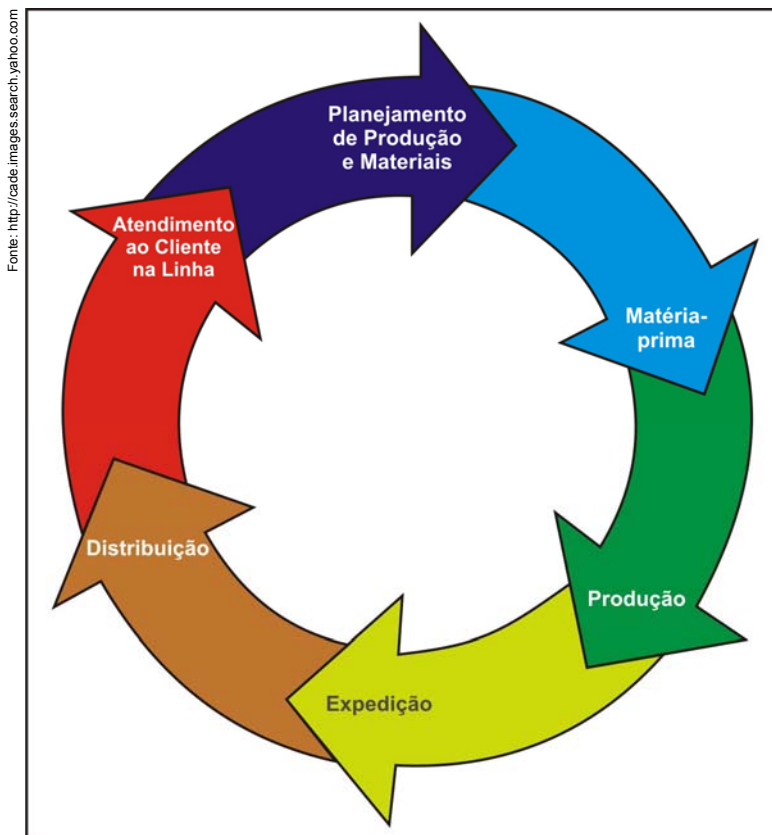 Fonte: http://cade.images.search.yahoo.com
Planejamento
de Produção
e Materiais
Matéria-
prima
Produção
Expedição
Distribuição
Atendimento
ao Cliente
na Linha